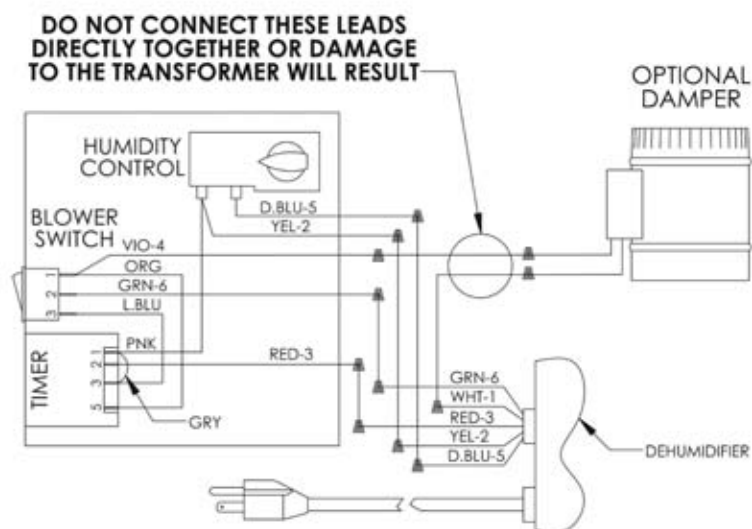 DO NOT CONNECT THESE LEADS
DIRECTLY TOGETHER OR DAMAGE
TO THE TRANSFORMER WILL RESULT
OPTIONAL
DAMPER
HUMIDITY
CONTROL
D.BLU-5
YEL-2
BLOWER
SWITCH
VIO-4
ORG
GRN-6
L.BLU
1
2
3
PNK
RED-3
TIMER
1
2
3
5
GRY
GRN-6
WHT-1
RED-3
YEL-2
D.BLU-5
DEHUMIDIFIER